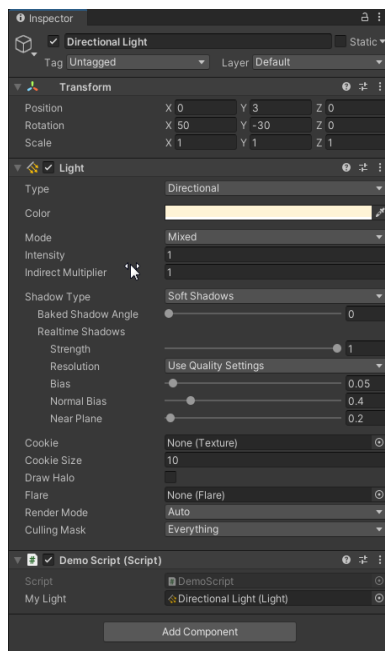 Inspector
Directional Light Static
Tag Untagged Layer Default
Transform
Position X 0 Y 3 Z 0
Rotation X 50 Y -30 Z 0
Scale X 1 Y 1 Z 1
Light
Type Directional
Color
Mode Mixed
Intensity 1
Indirect Multiplier 1
Shadow Type Soft Shadows
Baked Shadow Angle 0
Realtime Shadows
Strength 1
Resolution Use Quality Settings
Bias 0.05
Normal Bias 0.4
Near Plane 0.2
Cookie None (Texture)
Cookie Size 10
Draw Halo
Flare None (Flare)
Render Mode Auto
Culling Mask Everything
# Demo Script (Script)
Script DemoScript
My Light Directional Light (Light)
Add Component